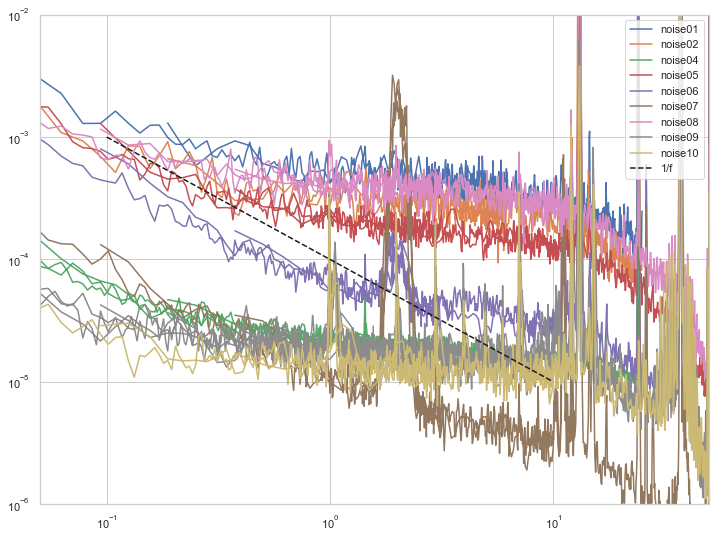 10⁻²
10⁻³
10⁻⁴
10⁻⁵
10⁻⁶
10⁻¹
10⁰
10¹
noise01
noise02
noise04
noise05
noise06
noise07
noise08
noise09
noise10
1/f